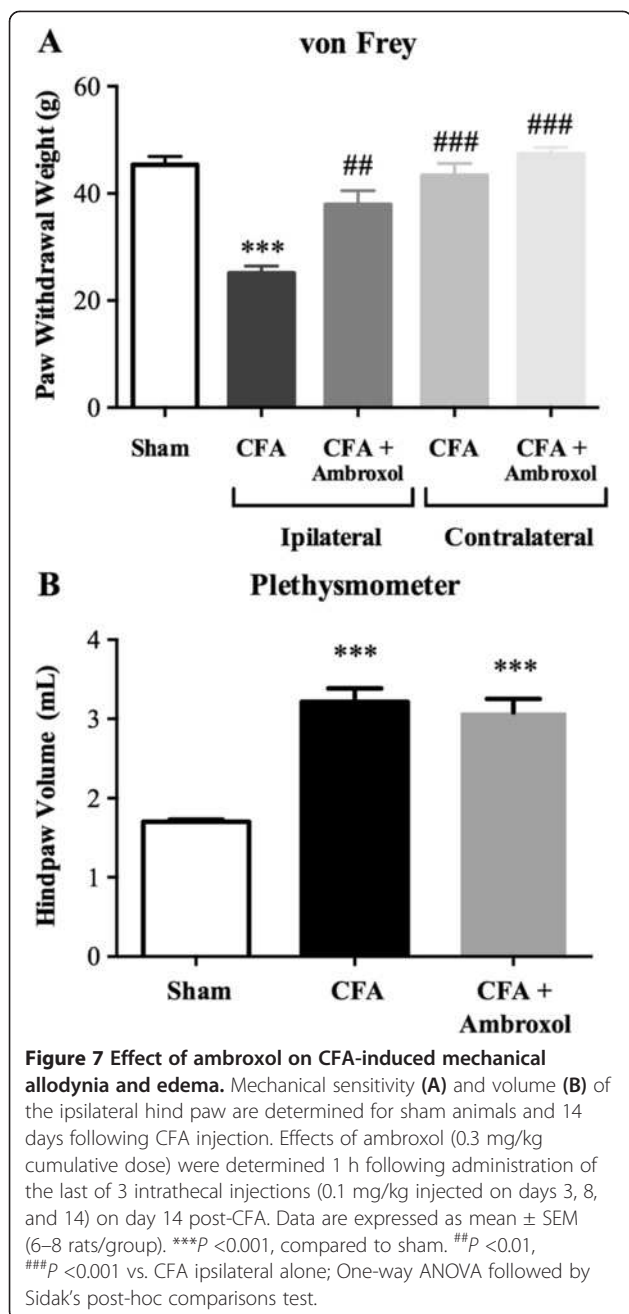 A von Frey
Paw Withdrawal Weight (g)
60
40
20
0
***
##
###
###
Sham CFA CFA + CFA CFA +
Ambroxol Ambroxol
Ipilateral Contralateral
B Plethysmometer
Hindpaw Volume (mL)
4
3
2
1
0
***
***
Sham CFA CFA +
Ambroxol
Figure 7 Effect of ambroxol on CFA-induced mechanical
allodynia and edema. Mechanical sensitivity (A) and volume (B) of
the ipsilateral hind paw are determined for sham animals and 14
days following CFA injection. Effects of ambroxol (0.3 mg/kg
cumulative dose) were determined 1 h following administration of
the last of 3 intrathecal injections (0.1 mg/kg injected on days 3, 8,
and 14) on day 14 post-CFA. Data are expressed as mean ± SEM
(6–8 rats/group). ***P <0.001, compared to sham. ##P <0.01,
###P <0.001 vs. CFA ipsilateral alone; One-way ANOVA followed by
Sidak's post-hoc comparisons test.